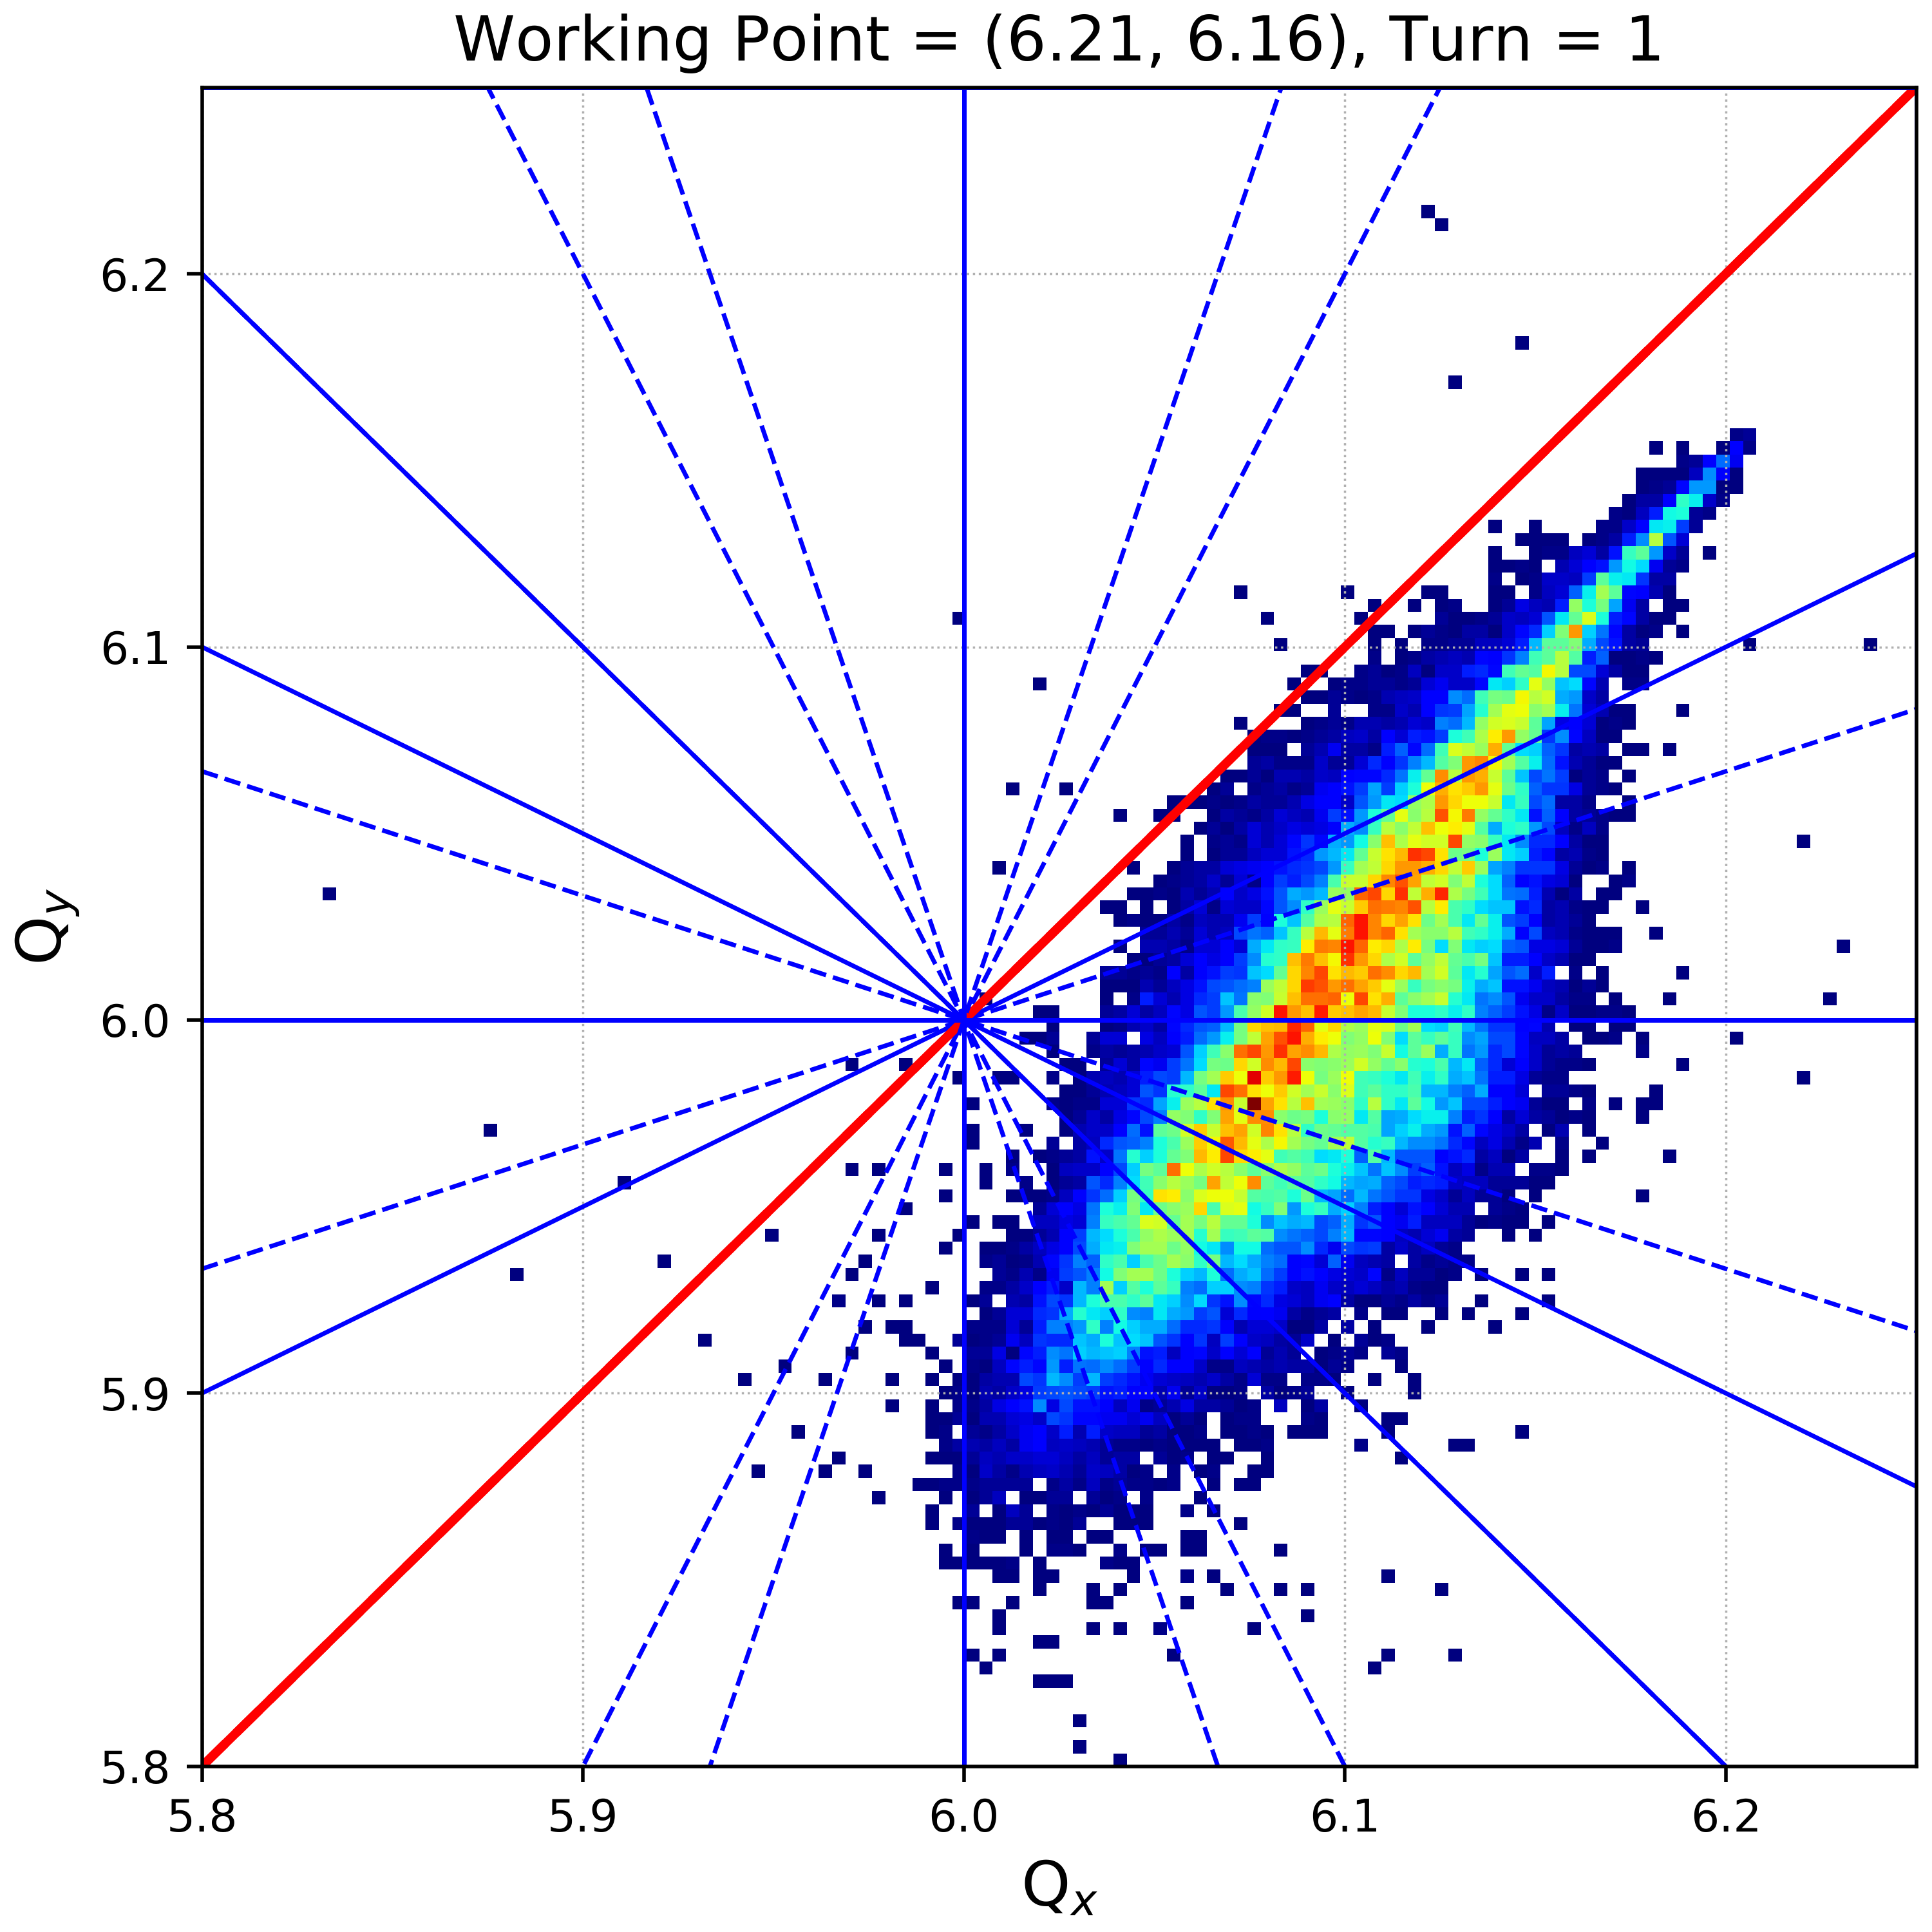 Working Point = (6.21, 6.16), Turn = 1
6.2
6.1
6.0
5.9
5.8
Qy
5.8 5.9 6.0 6.1 6.2
Qx